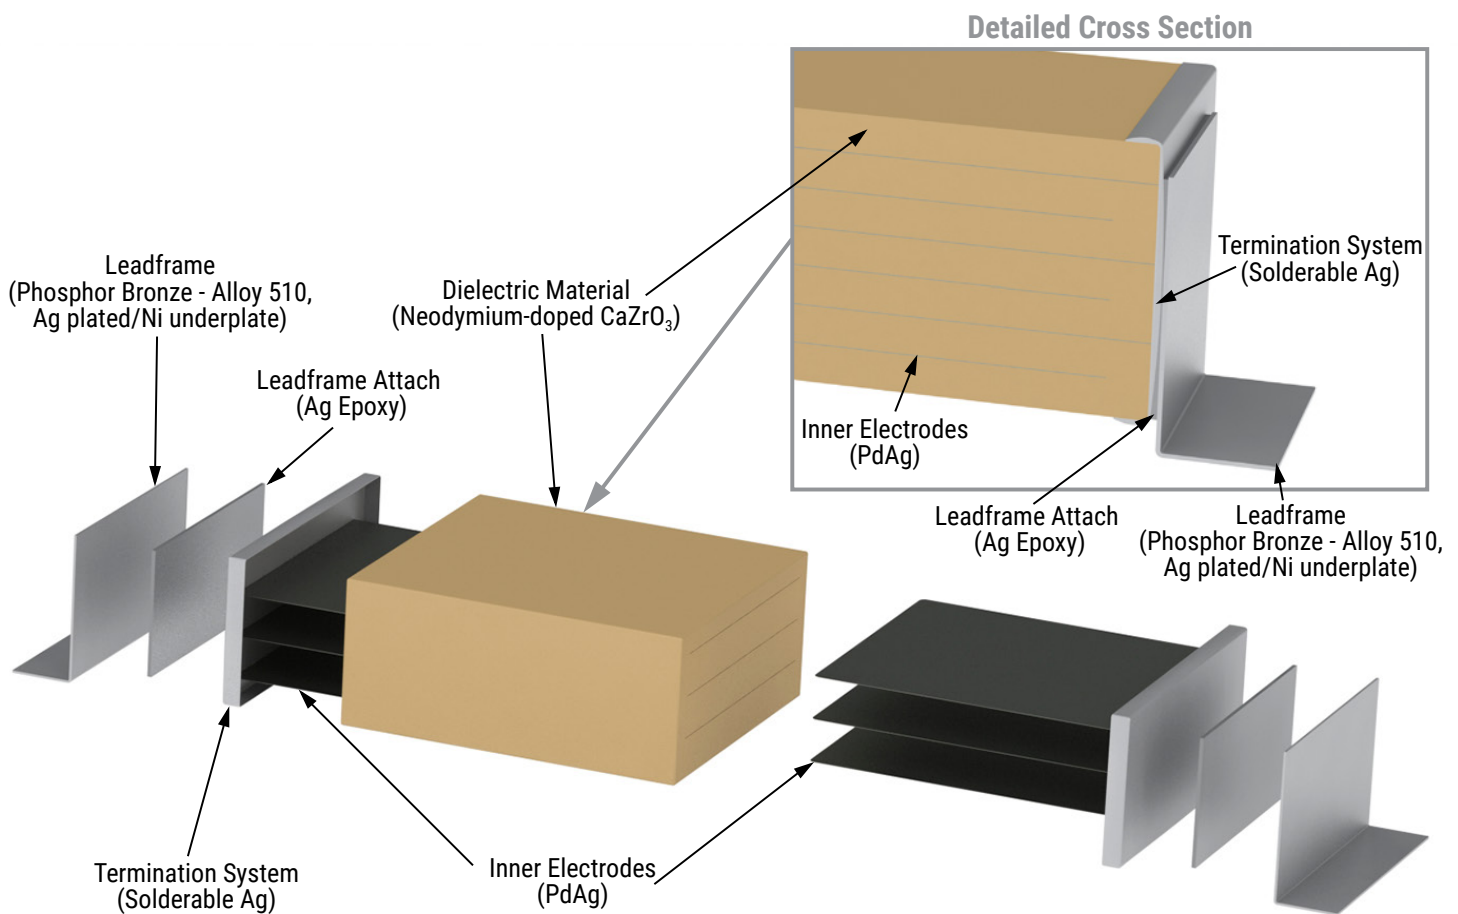 Detailed Cross Section
Termination System
(Solderable Ag)
Leadframe
(Phosphor Bronze - Alloy 510,
Ag plated/Ni underplate)
Dielectric Material
(Neodymium-doped CaZrO₃)
Leadframe Attach
(Ag Epoxy)
Inner Electrodes
(PdAg)
Leadframe Attach
(Ag Epoxy)
Leadframe
(Phosphor Bronze - Alloy 510,
Ag plated/Ni underplate)
Termination System
(Solderable Ag)
Inner Electrodes
(PdAg)